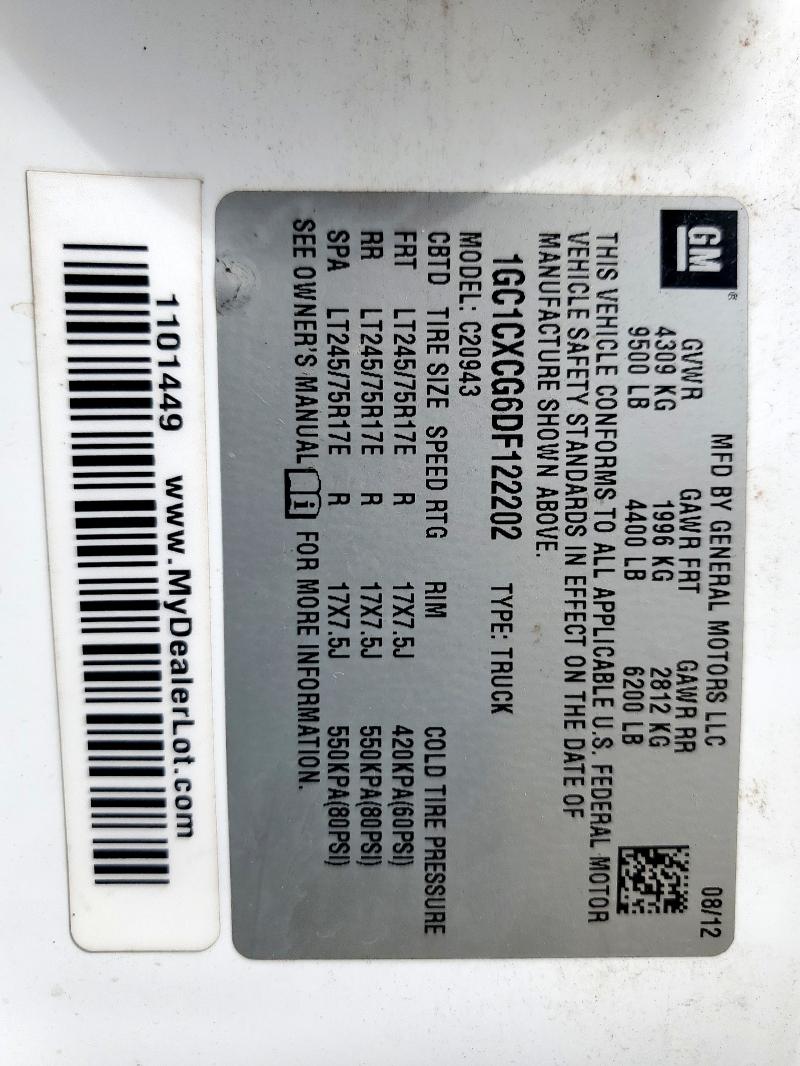 GM®
MFD BY GENERAL MOTORS LLC 08/12
GVWR GAWR FRT GAWR RR
4309 KG 1996 KG 2812 KG
9500 LB 4400 LB 6200 LB
THIS VEHICLE CONFORMS TO ALL APPLICABLE U.S. FEDERAL MOTOR
VEHICLE SAFETY STANDARDS IN EFFECT ON THE DATE OF
MANUFACTURE SHOWN ABOVE.
1GC1CXCG6DF122202 TYPE: TRUCK
MODEL: C20943
CBTD TIRE SIZE SPEED RTG RIM COLD TIRE PRESSURE
FRT LT245/75R17E R 17X7.5J 420KPA(60PSI)
RR LT245/75R17E R 17X7.5J 550KPA(80PSI)
SPA LT245/75R17E R 17X7.5J 550KPA(80PSI)
SEE OWNER'S MANUAL i FOR MORE INFORMATION.
1101449 www.MyDealerLot.com